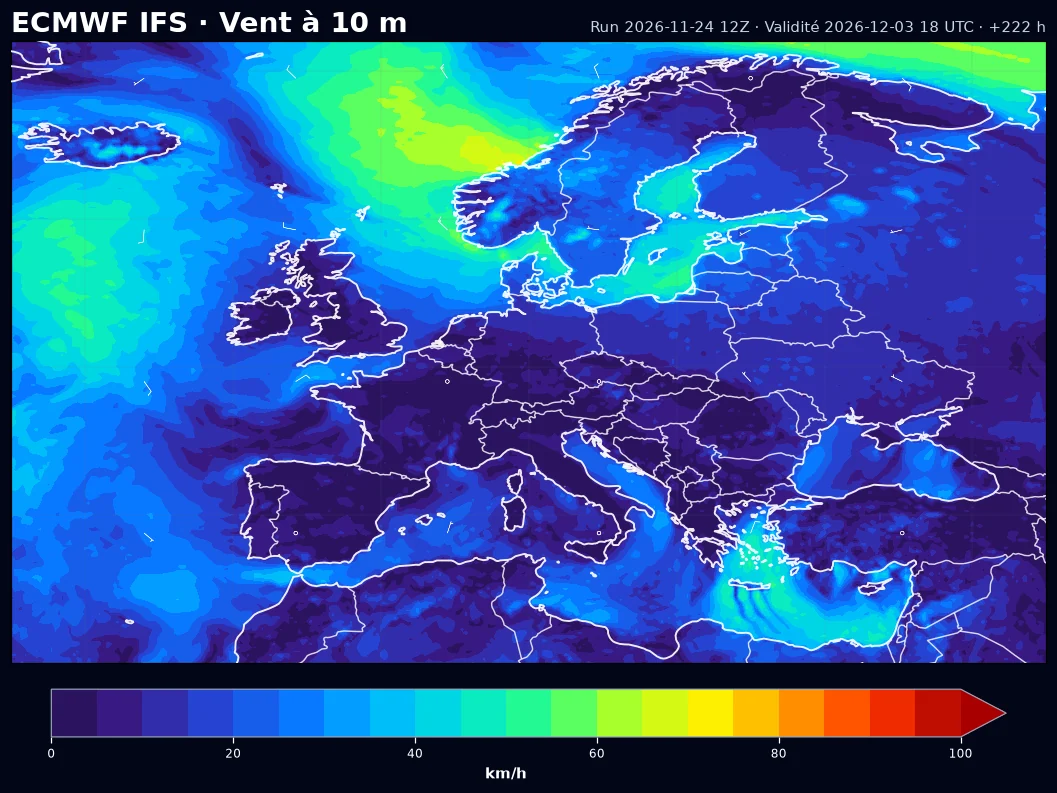 ECMWF IFS · Vent à 10 m
Run 2026-11-24 12Z · Validité 2026-12-03 18 UTC · +222 h
0 20 40 60 80 100
km/h